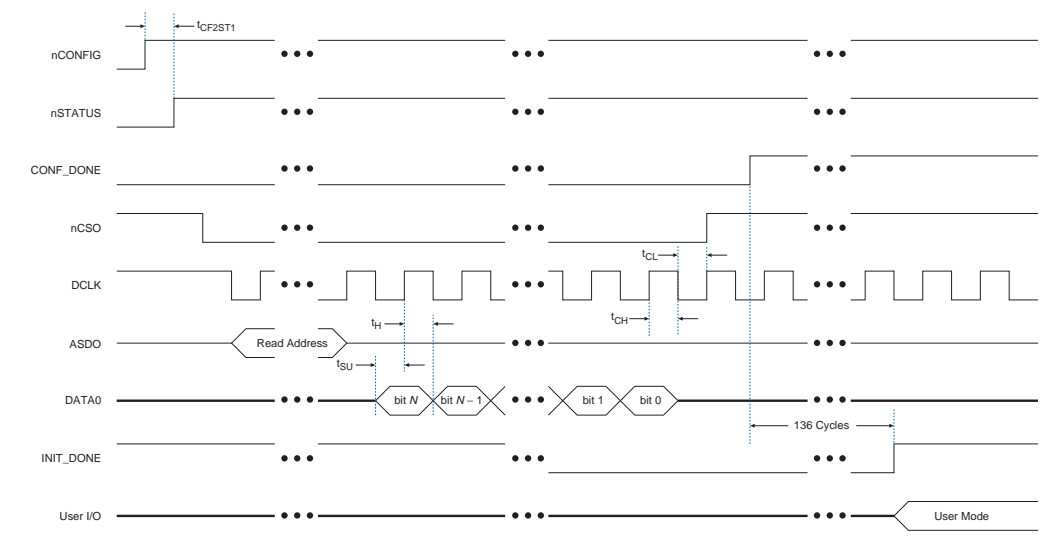 tCF2ST1
nCONFIG
nSTATUS
CONF_DONE
nCSO
tCL
DCLK
tH
tCH
ASDO
Read Address
tSU
DATA0
bit N
bit N – 1
bit 1
bit 0
136 Cycles
INIT_DONE
User I/O
User Mode